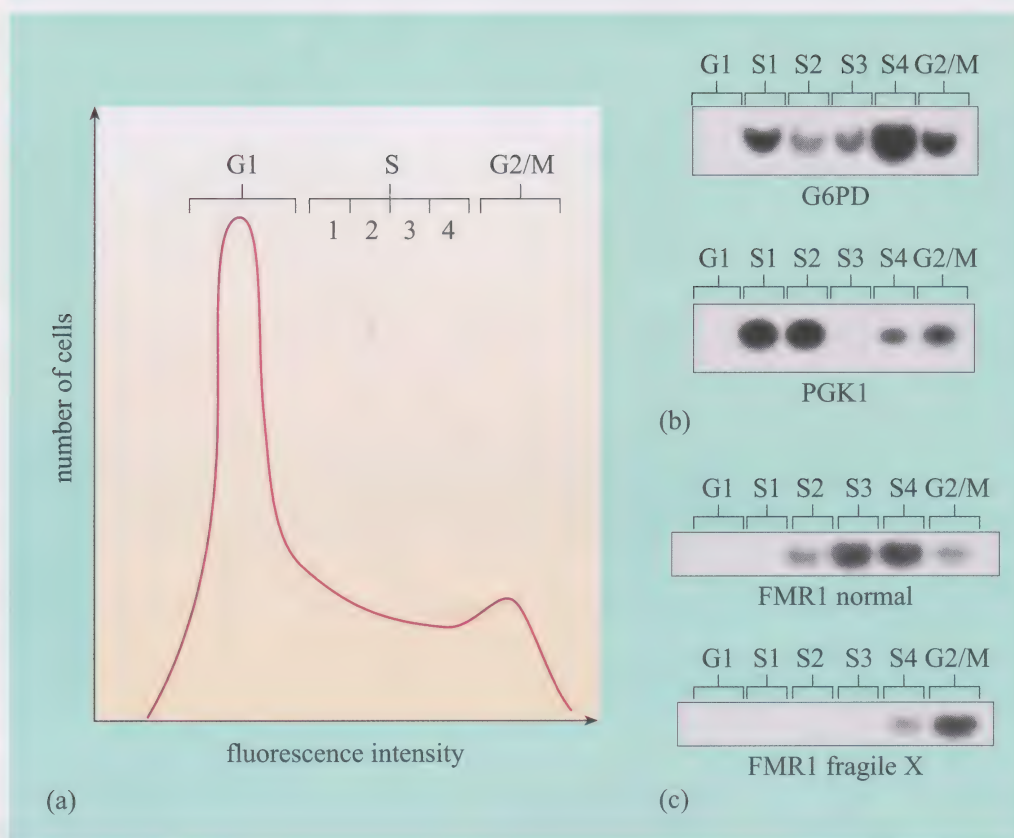 G1 S G2/M
1 2 3 4
number of cells
fluorescence intensity
(a)
G1 S1 S2 S3 S4 G2/M
G6PD
G1 S1 S2 S3 S4 G2/M
PGK1
(b)
G1 S1 S2 S3 S4 G2/M
FMR1 normal
G1 S1 S2 S3 S4 G2/M
FMR1 fragile X
(c)